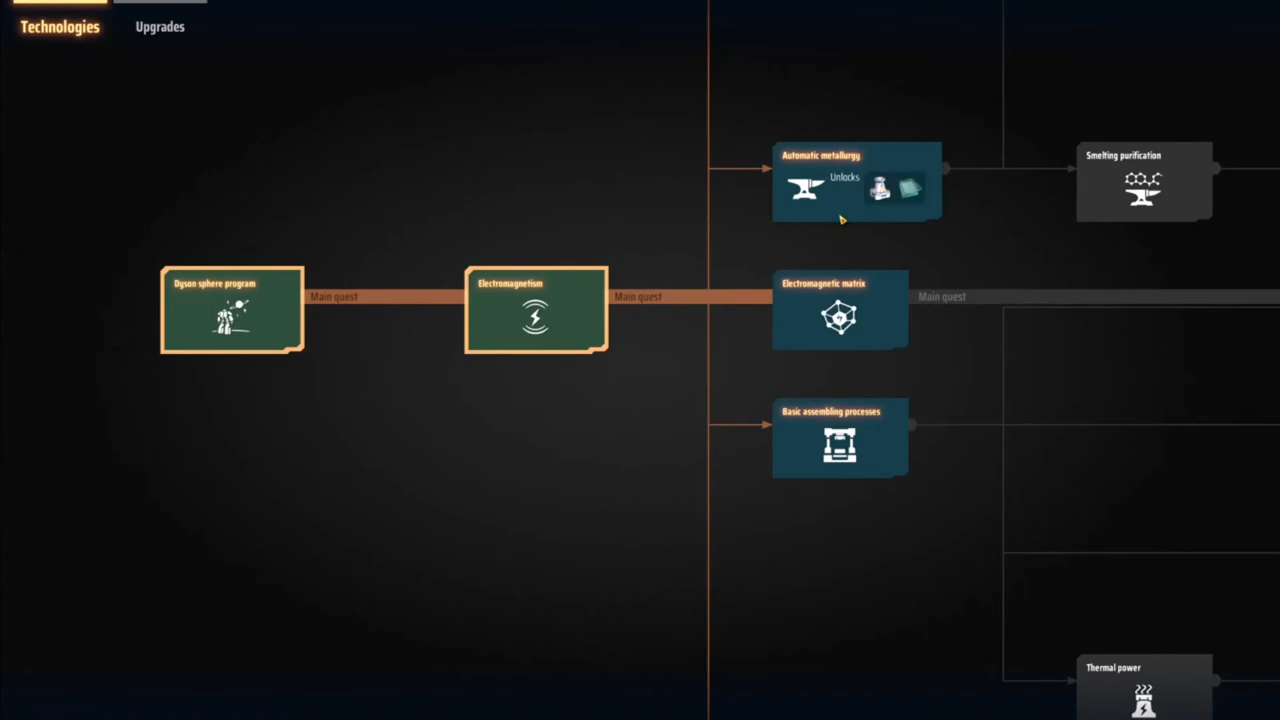 Technologies
Upgrades
Automatic metallurgy
Unlocks
Smelting purification
Dyson sphere program
Main quest
Electromagnetism
Main quest
Electromagnetic matrix
Main quest
Basic assembling processes
Thermal power